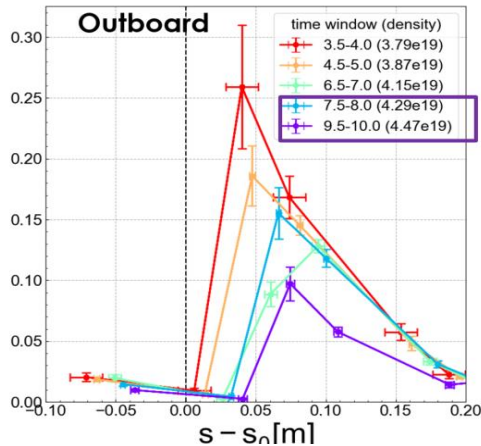 Outboard
time window (density)
3.5-4.0 (3.79e19)
4.5-5.0 (3.87e19)
6.5-7.0 (4.15e19)
7.5-8.0 (4.29e19)
9.5-10.0 (4.47e19)
0.30
0.25
0.20
0.15
0.10
0.05
0.00
−0.10 −0.05 0.00 0.05 0.10 0.15 0.20
s − s₀[m]